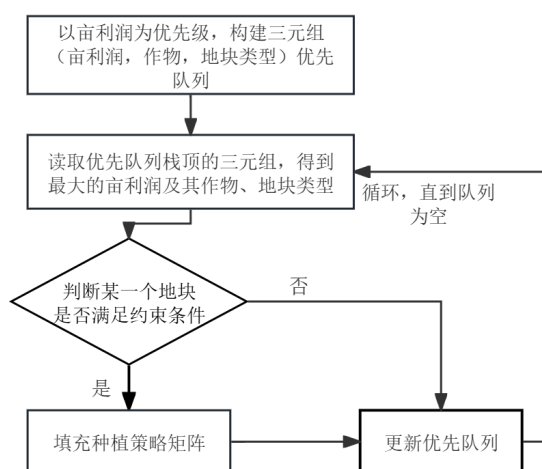 以亩利润为优先级，构建三元组
（亩利润，作物，地块类型）优先
队列
读取优先队列栈顶的三元组，得到
最大的亩利润及其作物、地块类型
循环，直到队列
为空
判断某一个地块
是否满足约束条件
否
是
填充种植策略矩阵
更新优先队列